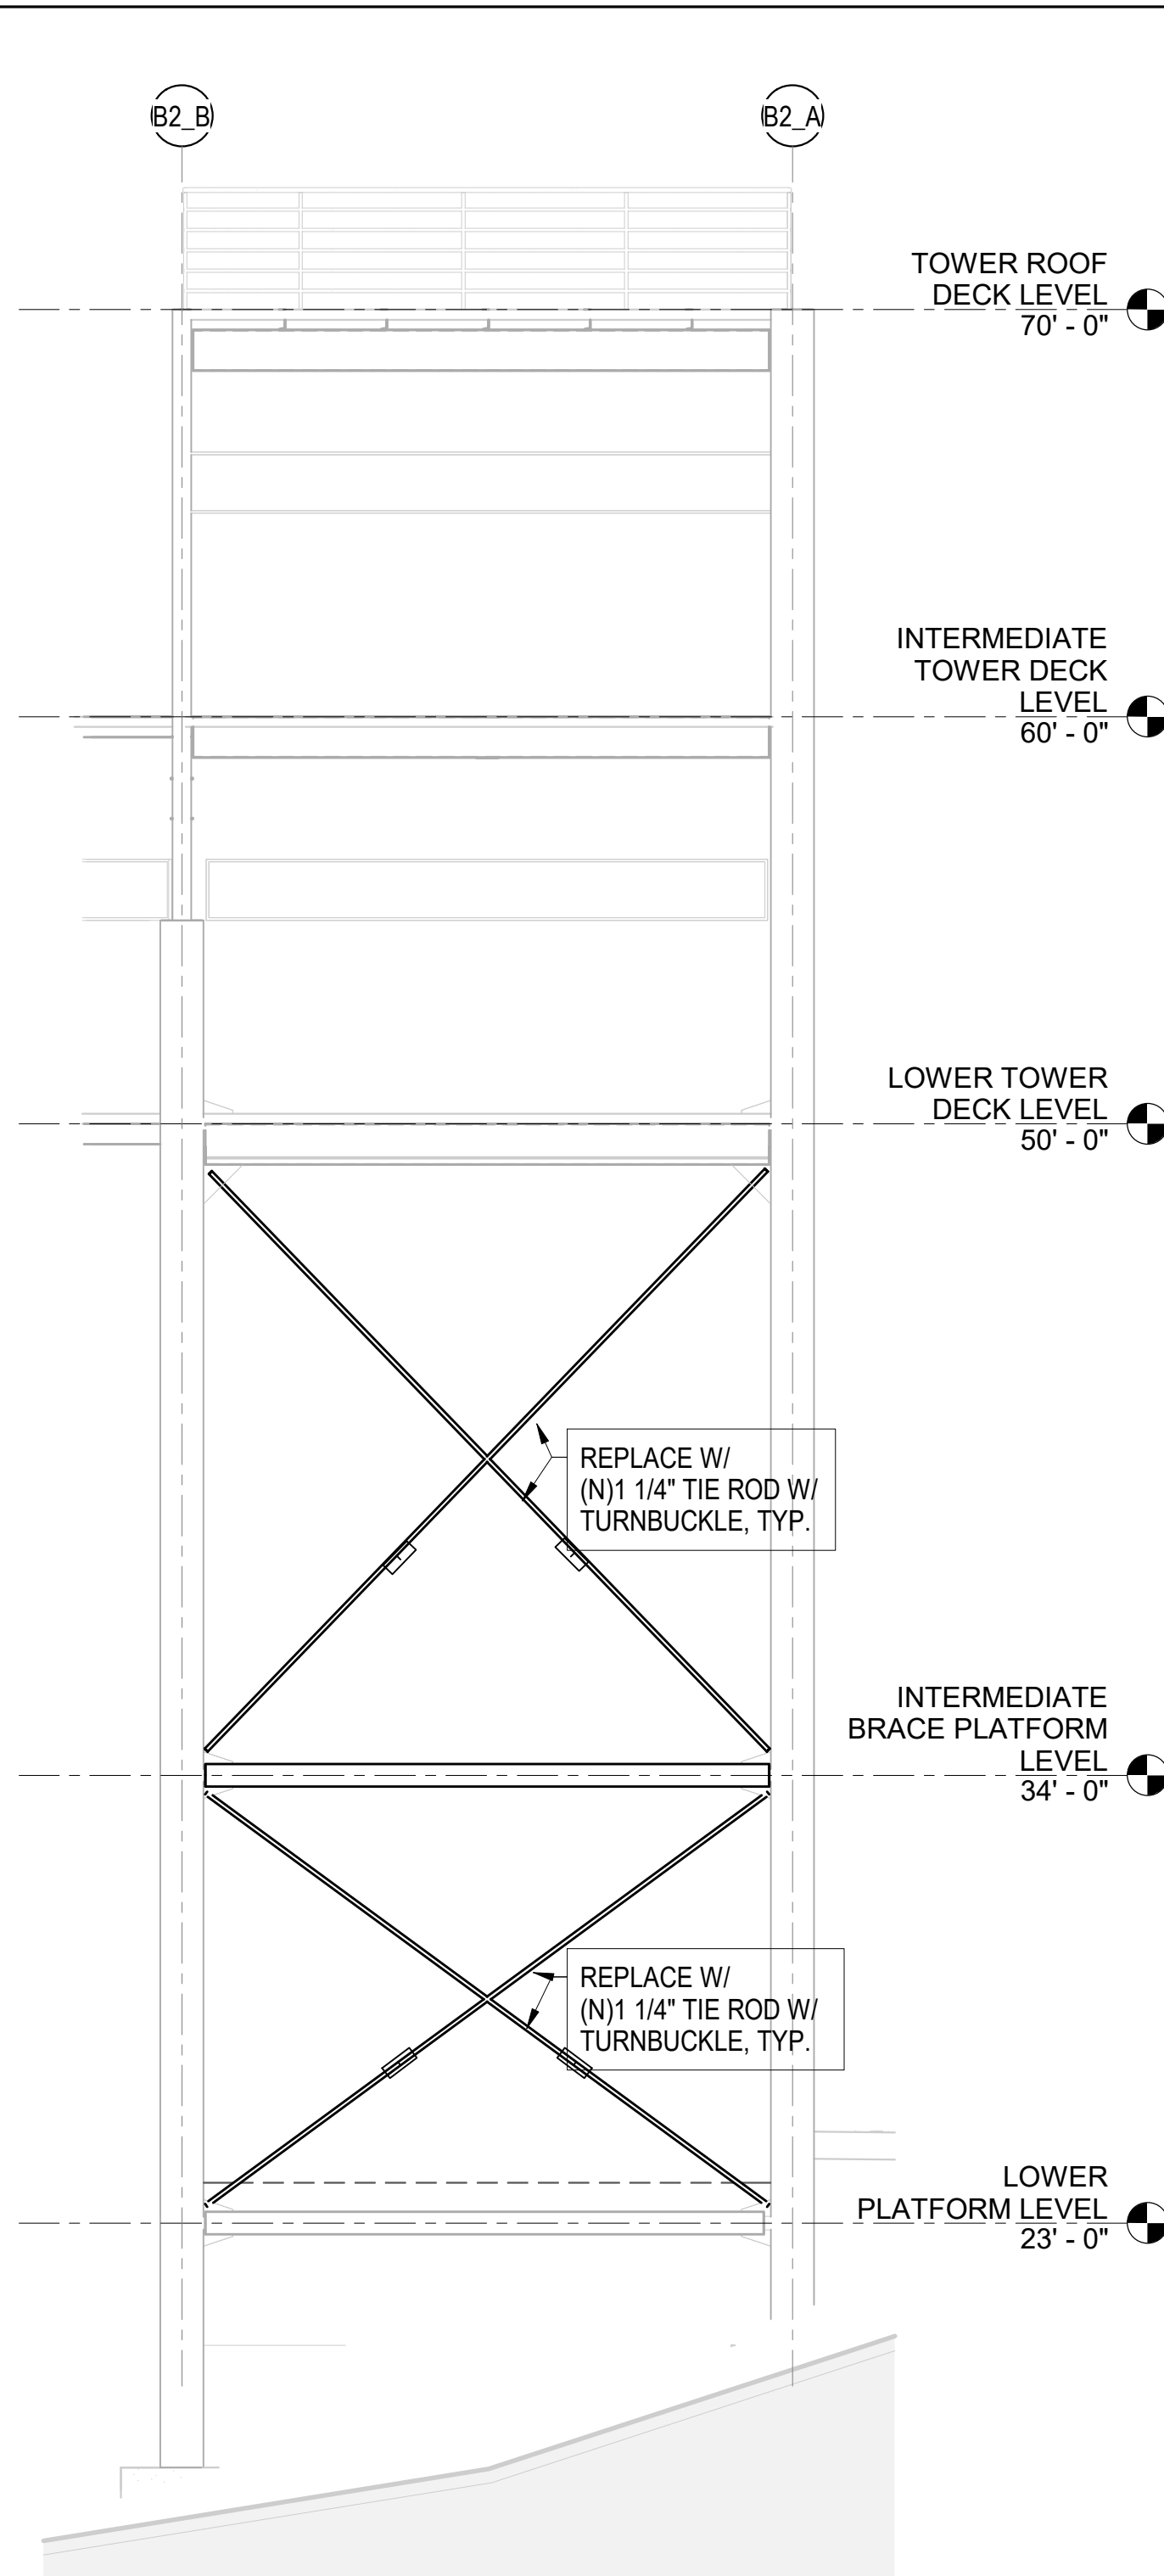 B2_B
B2_A
TOWER ROOF
DECK LEVEL
70' - 0"
INTERMEDIATE
TOWER DECK
LEVEL
60' - 0"
LOWER TOWER
DECK LEVEL
50' - 0"
REPLACE W/
(N)1 1/4" TIE ROD W/
TURNBUCKLE, TYP.
INTERMEDIATE
BRACE PLATFORM
LEVEL
34' - 0"
REPLACE W/
(N)1 1/4" TIE ROD W/
TURNBUCKLE, TYP.
LOWER
PLATFORM LEVEL
23' - 0"